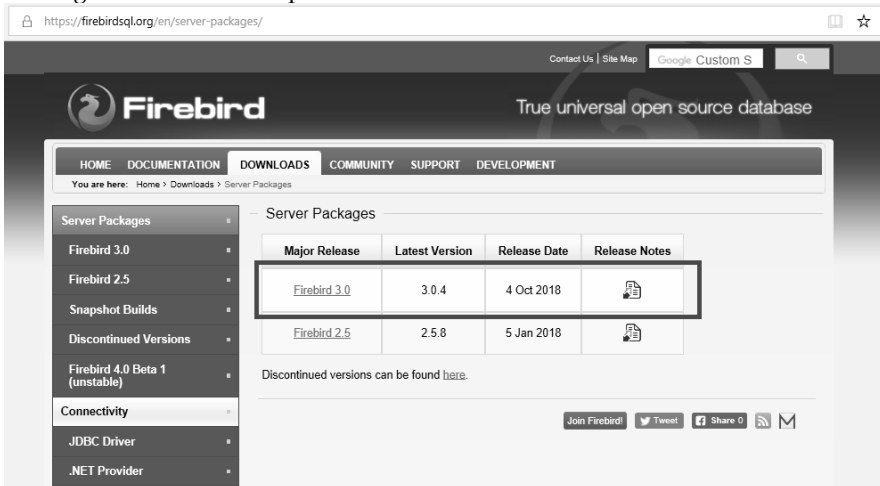 https://firebirdsql.org/en/server-packages/
Contact Us | Site Map
Google Custom S
Firebird
True universal open source database
HOME DOCUMENTATION DOWNLOADS COMMUNITY SUPPORT DEVELOPMENT
You are here: Home > Downloads > Server Packages
Server Packages
Firebird 3.0
Firebird 2.5
Snapshot Builds
Discontinued Versions
Firebird 4.0 Beta 1
(unstable)
Connectivity
JDBC Driver
.NET Provider
Server Packages
Major Release Latest Version Release Date Release Notes
Firebird 3.0 3.0.4 4 Oct 2018
Firebird 2.5 2.5.8 5 Jan 2018
Discontinued versions can be found here.
Join Firebird! Tweet Share 0